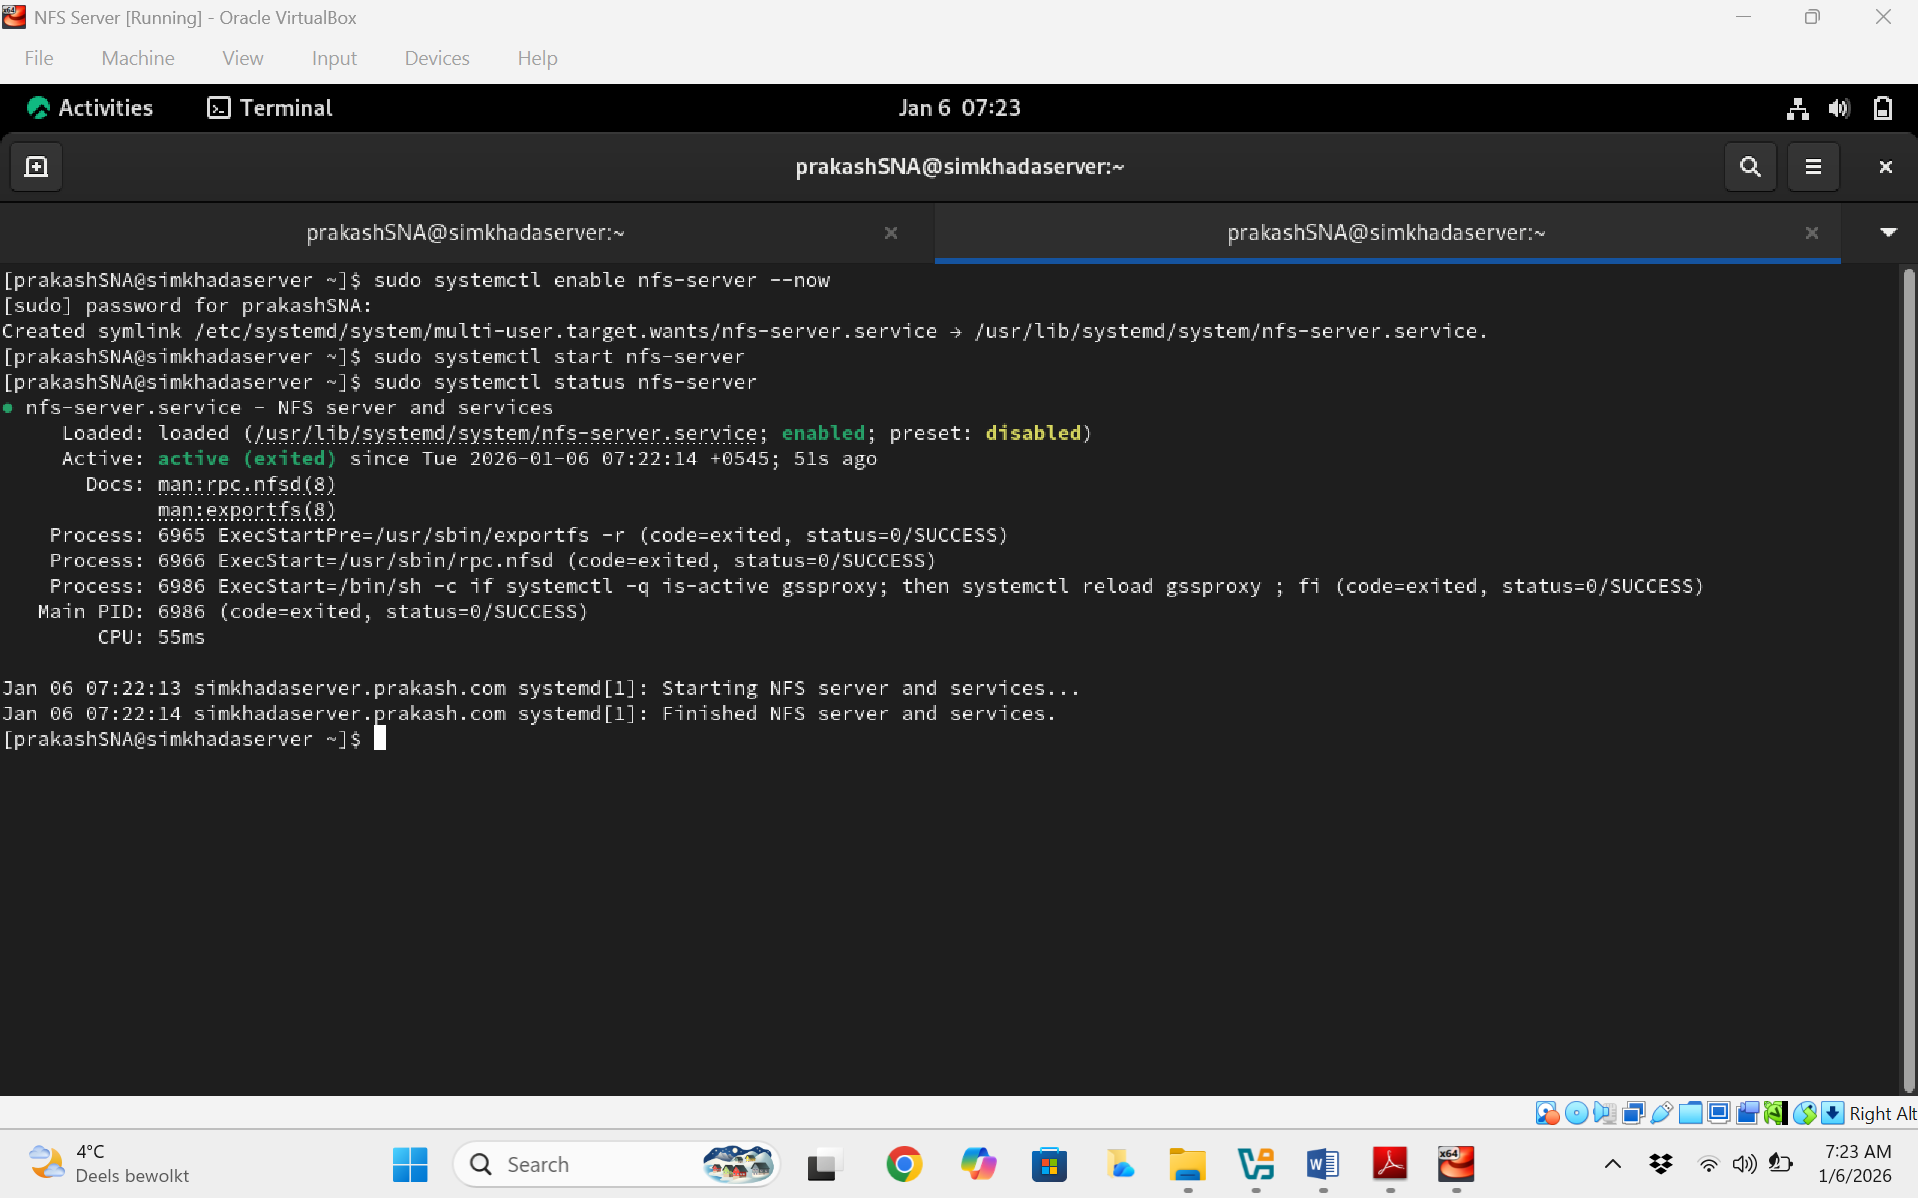 NFS Server [Running] - Oracle VirtualBox
File Machine View Input Devices Help
Activities Terminal Jan 6 07:23
prakashSNA@simkhadaserver:~
prakashSNA@simkhadaserver:~ prakashSNA@simkhadaserver:~
[prakashSNA@simkhadaserver ~]$ sudo systemctl enable nfs-server --now
[sudo] password for prakashSNA:
Created symlink /etc/systemd/system/multi-user.target.wants/nfs-server.service → /usr/lib/systemd/system/nfs-server.service.
[prakashSNA@simkhadaserver ~]$ sudo systemctl start nfs-server
[prakashSNA@simkhadaserver ~]$ sudo systemctl status nfs-server
● nfs-server.service - NFS server and services
Loaded: loaded (/usr/lib/systemd/system/nfs-server.service; enabled; preset: disabled)
Active: active (exited) since Tue 2026-01-06 07:22:14 +0545; 51s ago
Docs: man:rpc.nfsd(8)
man:exportfs(8)
Process: 6965 ExecStartPre=/usr/sbin/exportfs -r (code=exited, status=0/SUCCESS)
Process: 6966 ExecStart=/usr/sbin/rpc.nfsd (code=exited, status=0/SUCCESS)
Process: 6986 ExecStart=/bin/sh -c if systemctl -q is-active gssproxy; then systemctl reload gssproxy ; fi (code=exited, status=0/SUCCESS)
Main PID: 6986 (code=exited, status=0/SUCCESS)
CPU: 55ms
Jan 06 07:22:13 simkhadaserver.prakash.com systemd[1]: Starting NFS server and services...
Jan 06 07:22:14 simkhadaserver.prakash.com systemd[1]: Finished NFS server and services.
[prakashSNA@simkhadaserver ~]$
Right Alt
4°C
Deels bewolkt
Search
7:23 AM
1/6/2026